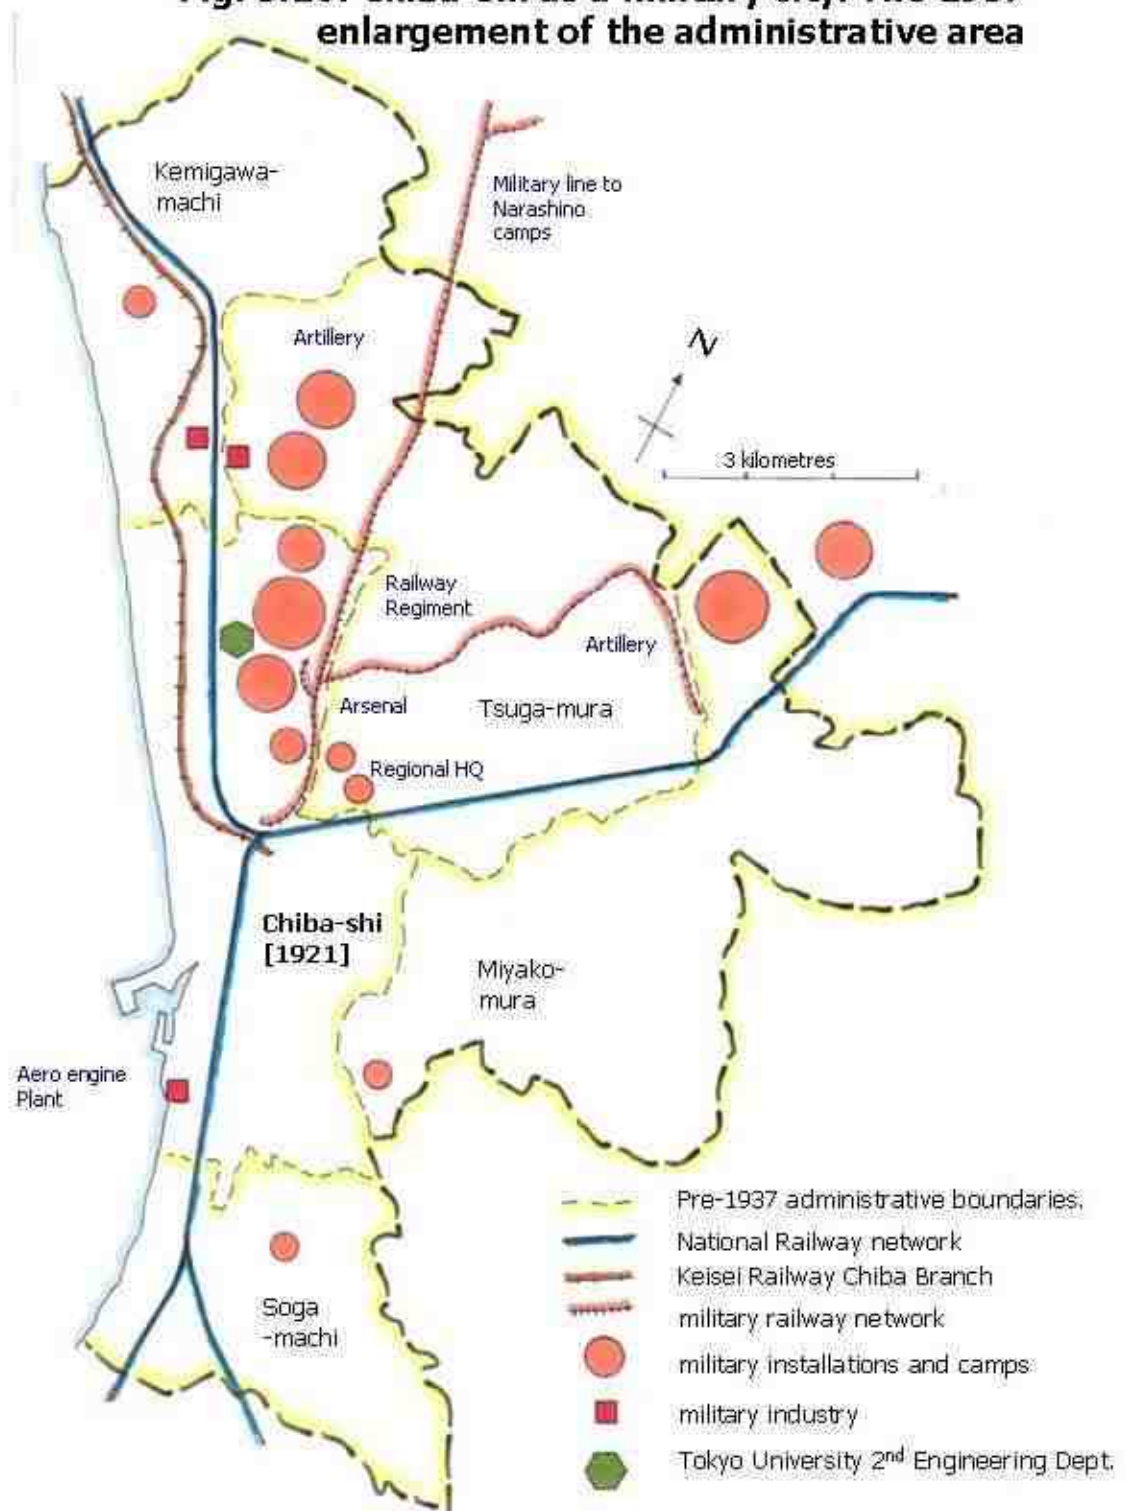 enlargement of the administrative area
Kemigawa-
machi
Military line to
Narashino
camps
Artillery
N
3 kilometres
Railway
Regiment
Artillery
Arsenal
Tsuga-mura
Regional HQ
Chiba-shi
[1921]
Miyako-
mura
Aero engine
Plant
Soga
-machi
Pre-1937 administrative boundaries.
National Railway network
Keisei Railway Chiba Branch
military railway network
military installations and camps
military industry
Tokyo University 2nd Engineering Dept.